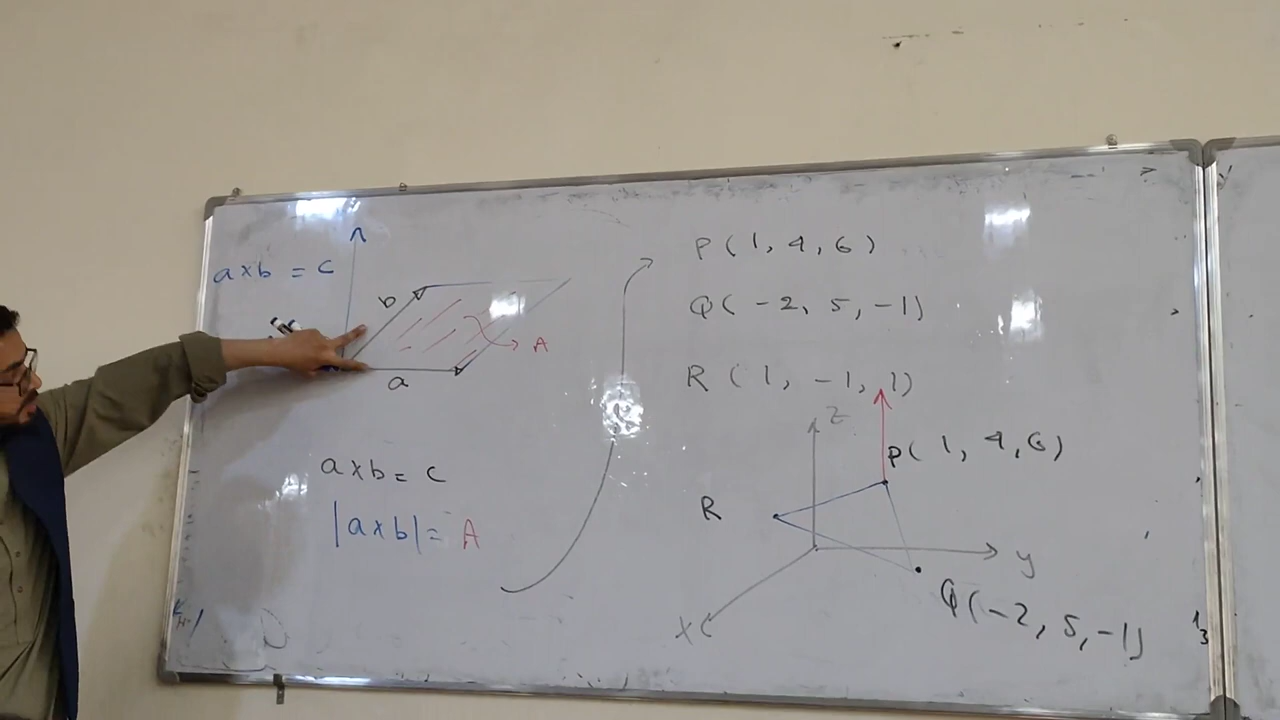 a x b = c
b
A
a
a x b = c
|a x b| = A
P ( 1, 4, 6 )
Q ( -2, 5, -1 )
R ( 1, -1, 1 )
z
P( 1, 4, 6 )
R
y
x
Q( -2, 5, -1 )